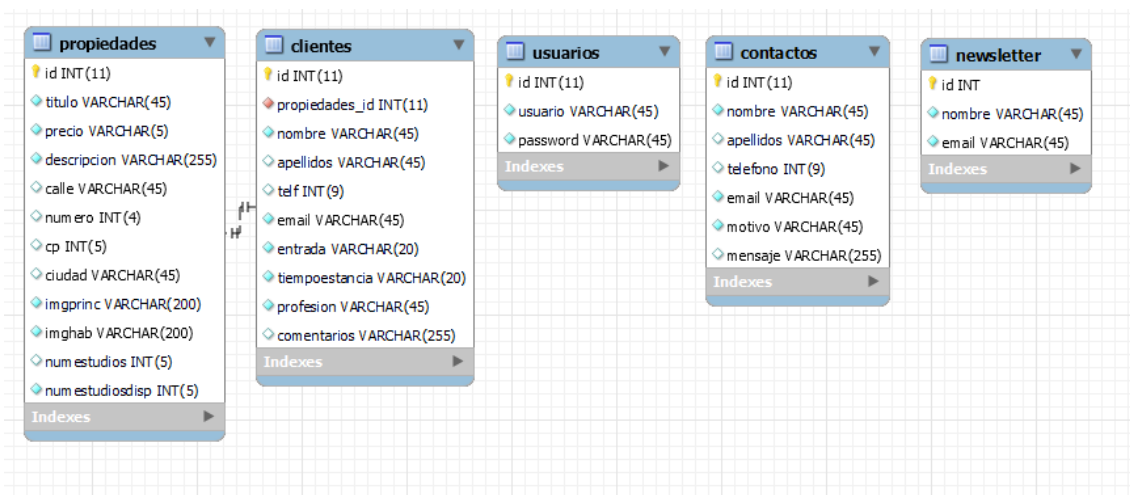 propiedades
id INT(11)
titulo VARCHAR(45)
precio VARCHAR(5)
descripcion VARCHAR(255)
calle VARCHAR(45)
numero INT(4)
cp INT(5)
ciudad VARCHAR(45)
imgprinc VARCHAR(200)
imghab VARCHAR(200)
numestudios INT(5)
numestudiosdisp INT(5)
Indexes
clientes
id INT(11)
propiedades_id INT(11)
nombre VARCHAR(45)
apellidos VARCHAR(45)
telf INT(9)
email VARCHAR(45)
entrada VARCHAR(20)
tiempoestancia VARCHAR(20)
profesion VARCHAR(45)
comentarios VARCHAR(255)
Indexes
usuarios
id INT(11)
usuario VARCHAR(45)
password VARCHAR(45)
Indexes
contactos
id INT(11)
nombre VARCHAR(45)
apellidos VARCHAR(45)
telefono INT(9)
email VARCHAR(45)
motivo VARCHAR(45)
mensaje VARCHAR(255)
Indexes
newsletter
id INT
nombre VARCHAR(45)
email VARCHAR(45)
Indexes